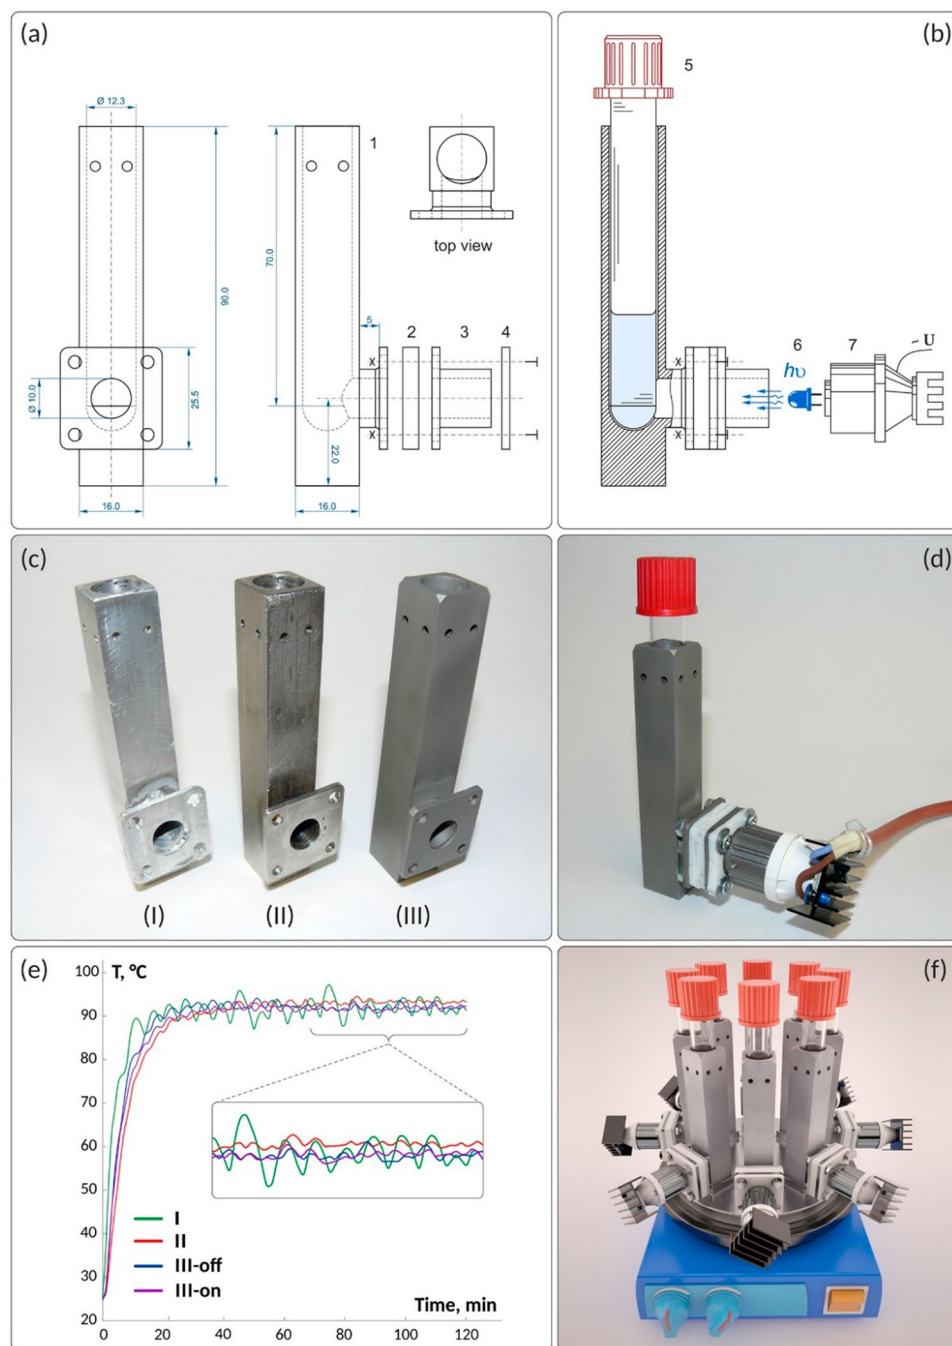 (a)
Ø 12.3
1
70.0
90.0
top view
5
2
3
4
x
x
Ø 10.0
25.5
22.0
16.0
16.0
(b)
5
6
7
~ U
hυ
x
x
(c)
(I)
(II)
(III)
(d)
(e)
T, °C
100
90
80
70
60
50
40
30
20
I
II
III-off
III-on
Time, min
0
20
40
60
80
100
120
(f)